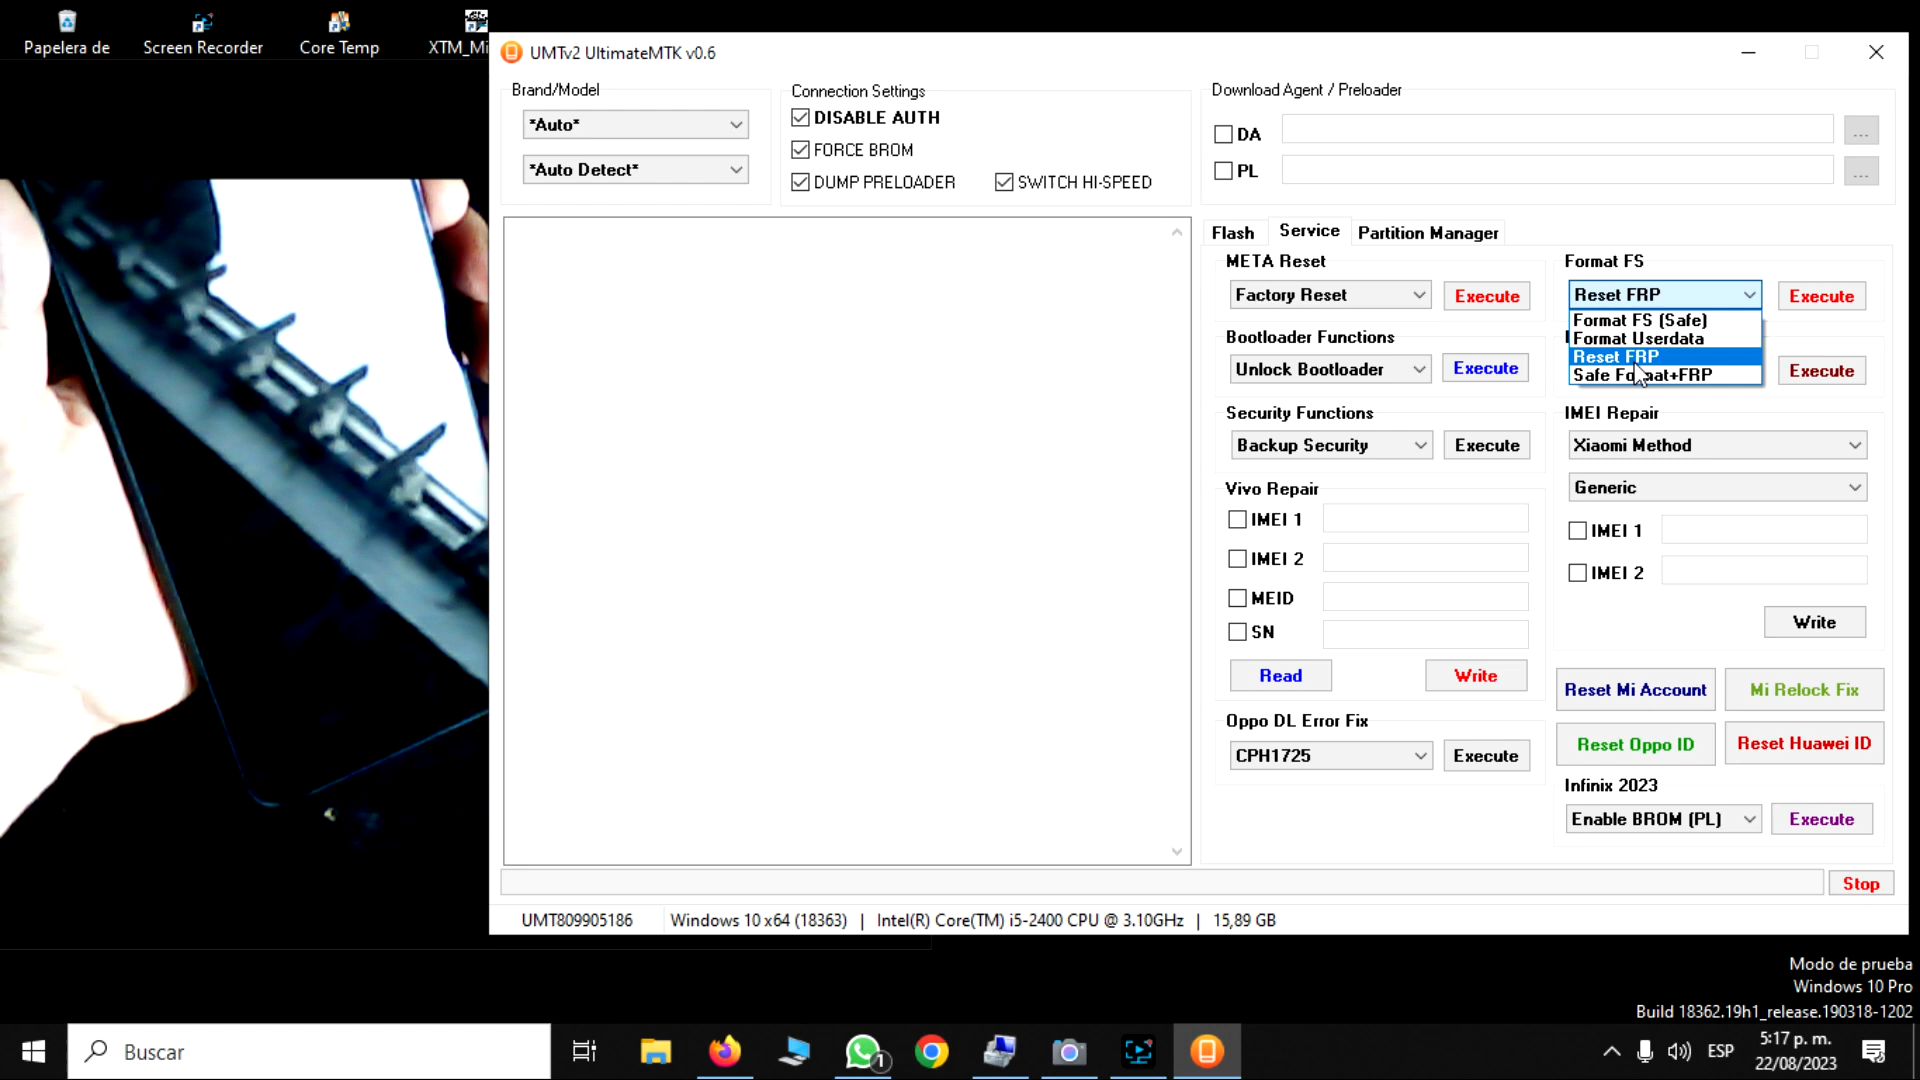 Papelera de
Screen Recorder
Core Temp
XTM_Mi
UMTv2 UltimateMTK v0.6
Brand/Model
*Auto*
*Auto Detect*
Connection Settings
DISABLE AUTH
FORCE BROM
DUMP PRELOADER
SWITCH HI-SPEED
Download Agent / Preloader
DA
...
PL
...
Flash
Service
Partition Manager
META Reset
Factory Reset
Execute
Format FS
Reset FRP
Execute
Format FS (Safe)
Format Userdata
Reset FRP
Safe Format+FRP
Execute
Bootloader Functions
Unlock Bootloader
Execute
Security Functions
Backup Security
Execute
IMEI Repair
Xiaomi Method
Generic
IMEI 1
IMEI 2
Write
Vivo Repair
IMEI 1
IMEI 2
MEID
SN
Read
Write
Reset Mi Account
Mi Relock Fix
Reset Oppo ID
Reset Huawei ID
Oppo DL Error Fix
CPH1725
Execute
Infinix 2023
Enable BROM (PL)
Execute
Stop
UMT809905186
Windows 10 x64 (18363) | Intel(R) Core(TM) i5-2400 CPU @ 3.10GHz | 15,89 GB
Modo de prueba
Windows 10 Pro
Build 18362.19h1_release.190318-1202
Buscar
1
ESP
5:17 p. m.
22/08/2023